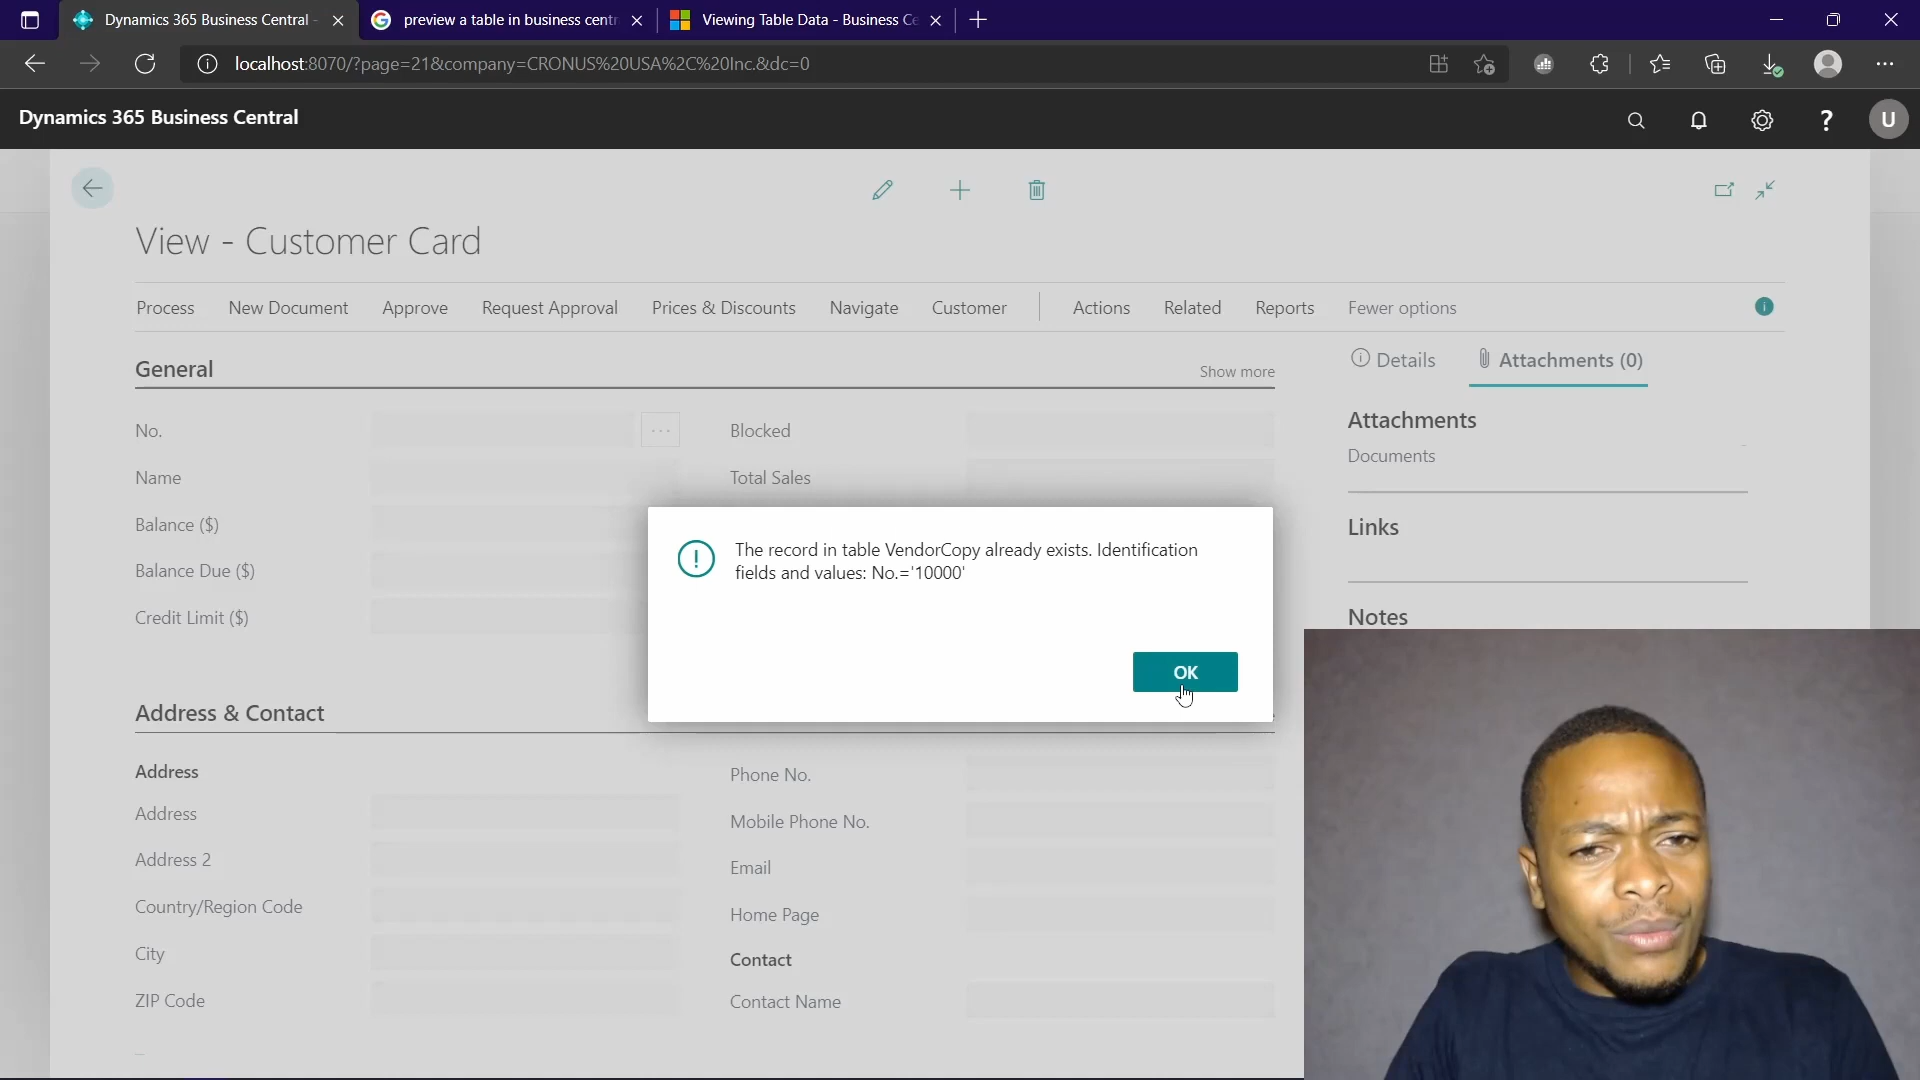 Dynamics 365 Business Central -
preview a table in business centr
Viewing Table Data - Business Ce
localhost:8070/?page=21&company=CRONUS%20USA%2C%20Inc.&dc=0
Dynamics 365 Business Central
?
U
View - Customer Card
Process
New Document
Approve
Request Approval
Prices & Discounts
Navigate
Customer
Actions
Related
Reports
Fewer options
General
Show more
Details
Attachments (0)
No.
Name
Balance ($)
Balance Due ($)
Credit Limit ($)
Blocked
Total Sales
Attachments
Documents
Links
Notes
The record in table VendorCopy already exists. Identification
fields and values: No.='10000'
OK
Address & Contact
Address
Address
Address 2
Country/Region Code
City
ZIP Code
Phone No.
Mobile Phone No.
Email
Home Page
Contact
Contact Name